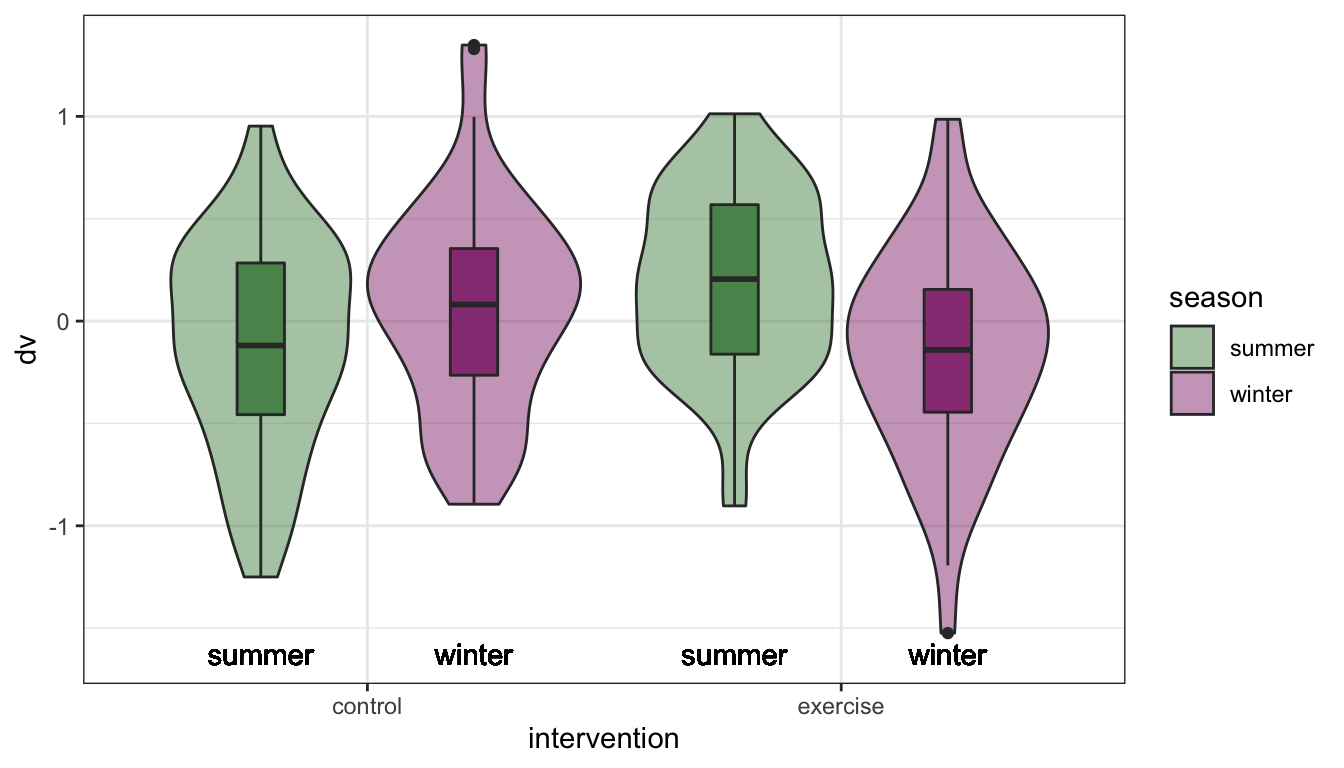 dv
1
0
-1
summer winter summer winter
control exercise
intervention
season
summer
winter